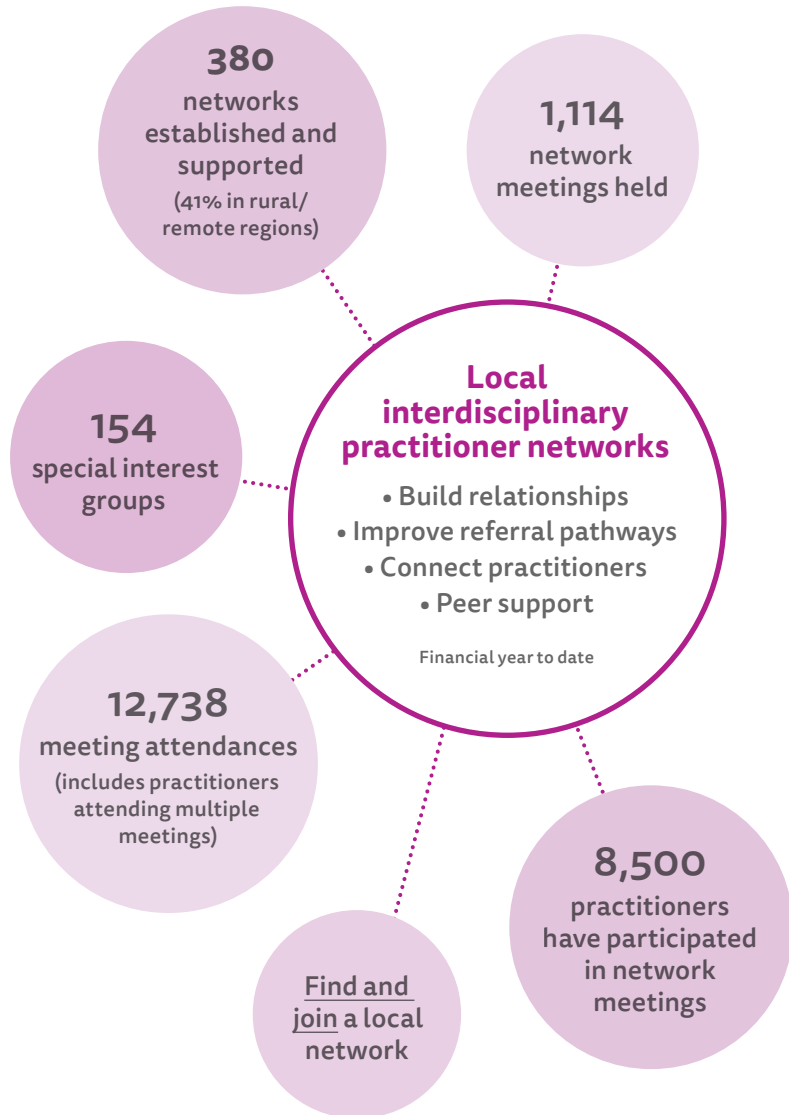 380
networks
established and
supported
(41% in rural/
remote regions)
1,114
network
meetings held
Local
interdisciplinary
practitioner networks
• Build relationships
• Improve referral pathways
• Connect practitioners
• Peer support
Financial year to date
154
special interest
groups
12,738
meeting attendances
(includes practitioners
attending multiple
meetings)
8,500
practitioners
have participated
in network
meetings
Find and
join a local
network